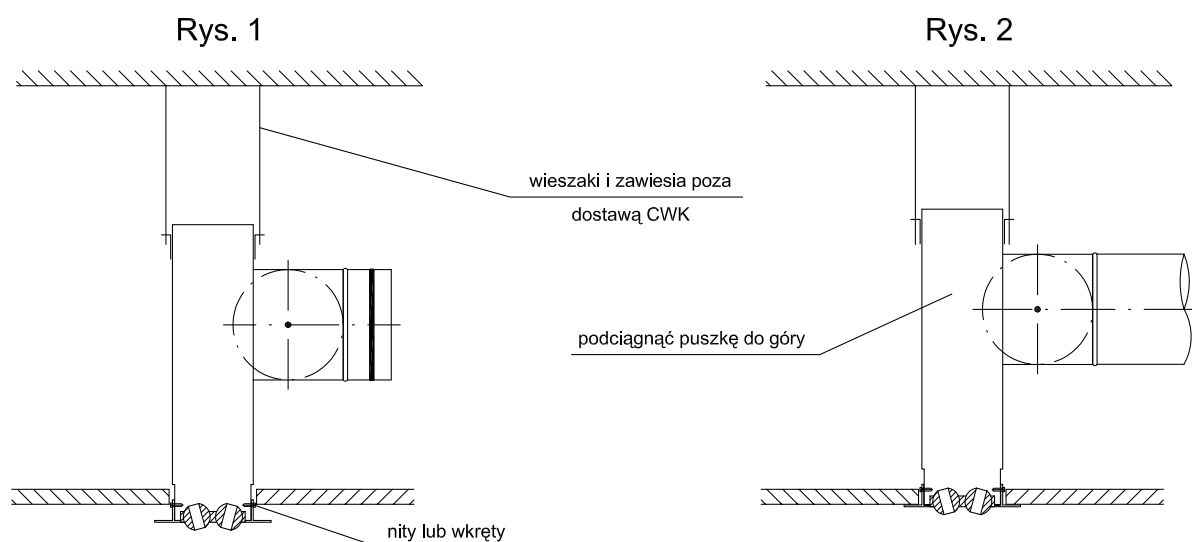 Rys. 1
Rys. 2
wieszaki i zawiesia poza
dostawą CWK
podciągnąć puszkę do góry
nity lub wkręty